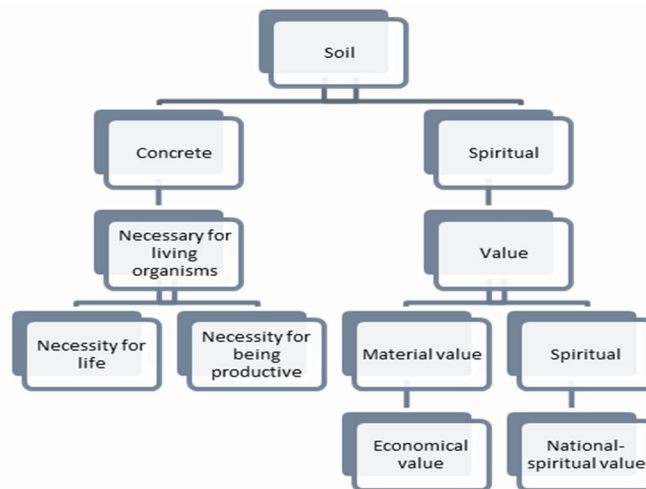 Soil
Concrete
Spiritual
Necessary for
living
organisms
Value
Necessity for
life
Necessity for
being
productive
Material value
Spiritual
Economical
value
National-
spiritual value